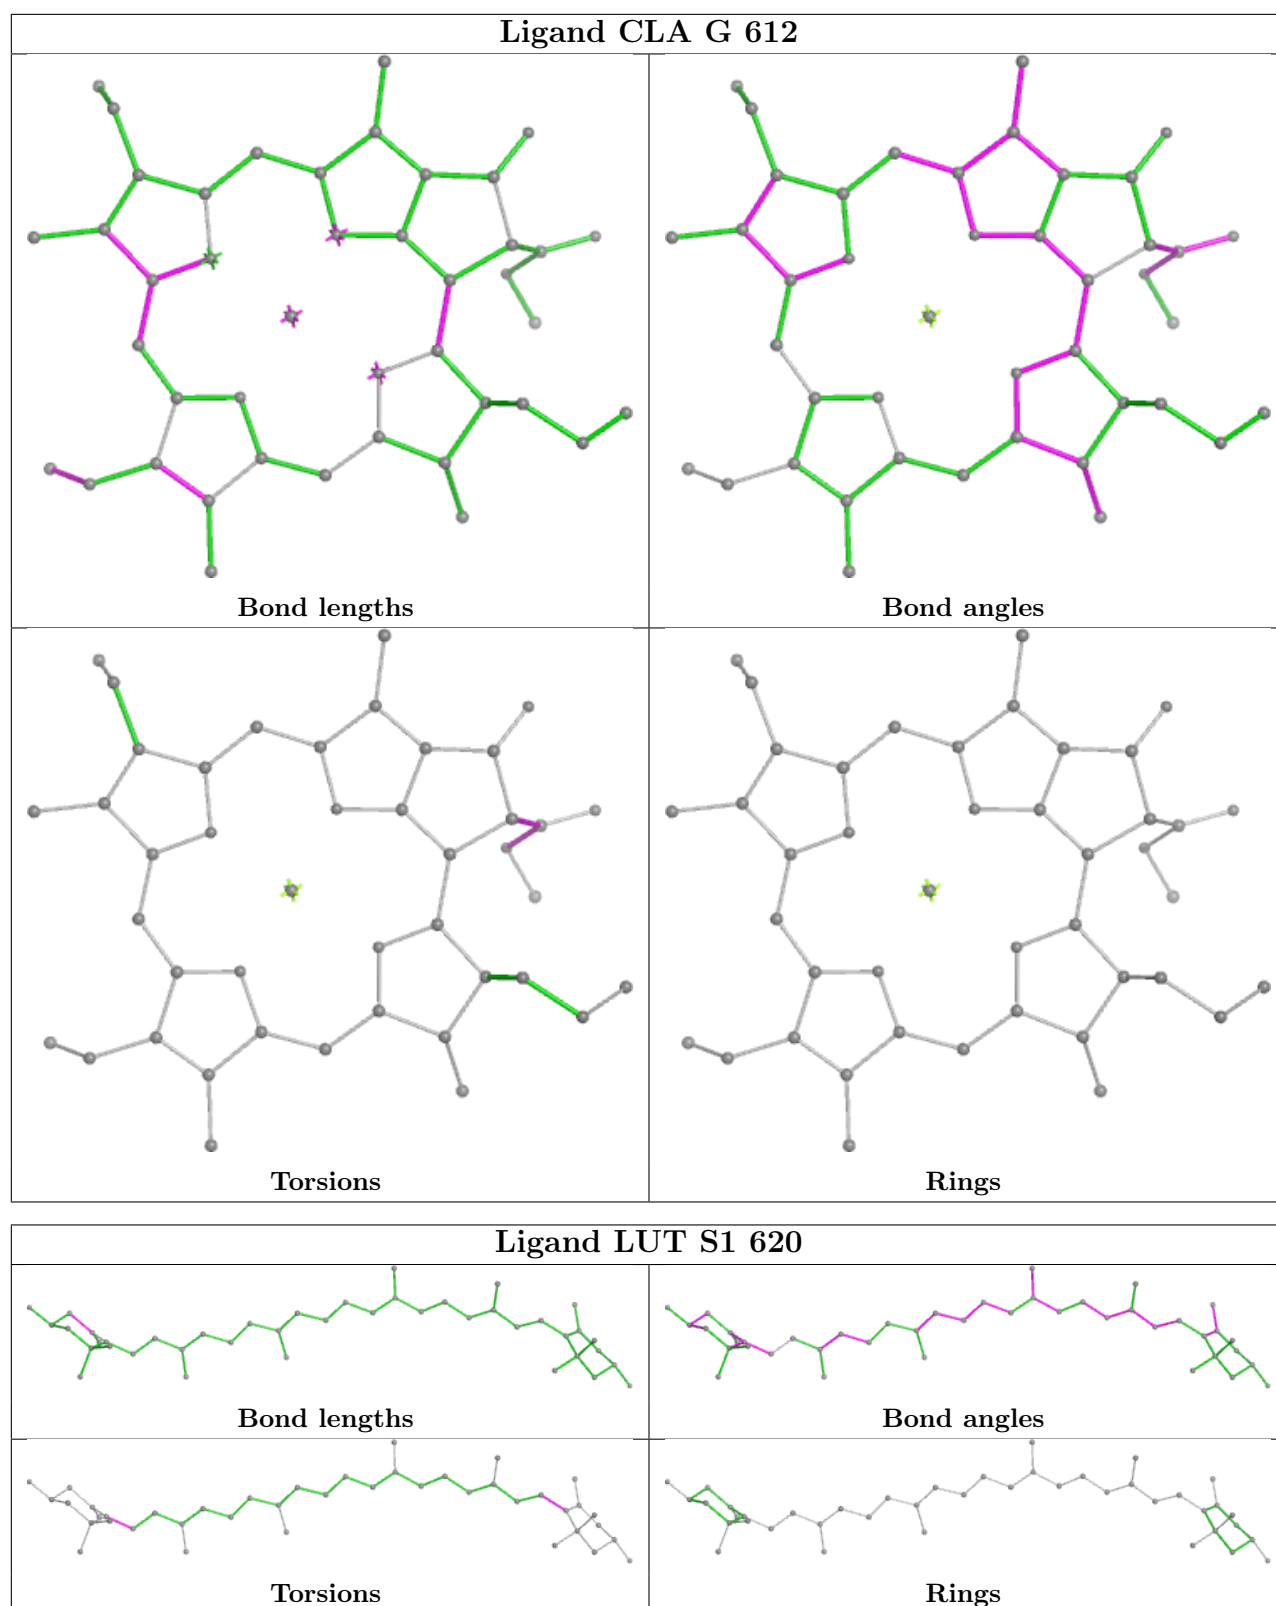 Ligand CLA G 612
Bond lengths
Bond angles
Torsions
Rings
Ligand LUT S1 620
Bond lengths
Bond angles
Torsions
Rings